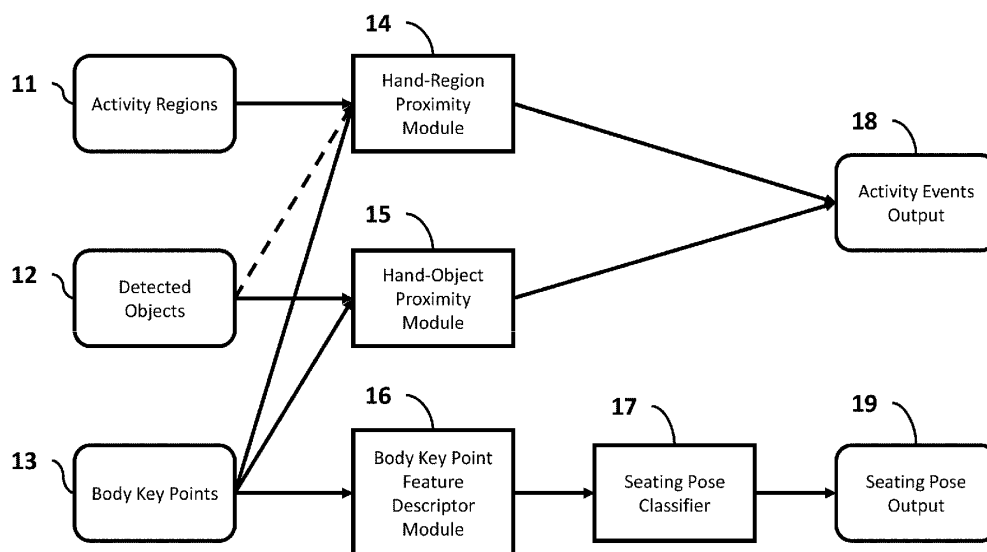 14
Hand-Region
Proximity
Module
11
Activity Regions
18
Activity Events
Output
15
Hand-Object
Proximity
Module
12
Detected
Objects
16
Body Key Point
Feature
Descriptor
Module
17
Seating Pose
Classifier
19
Seating Pose
Output
13
Body Key Points